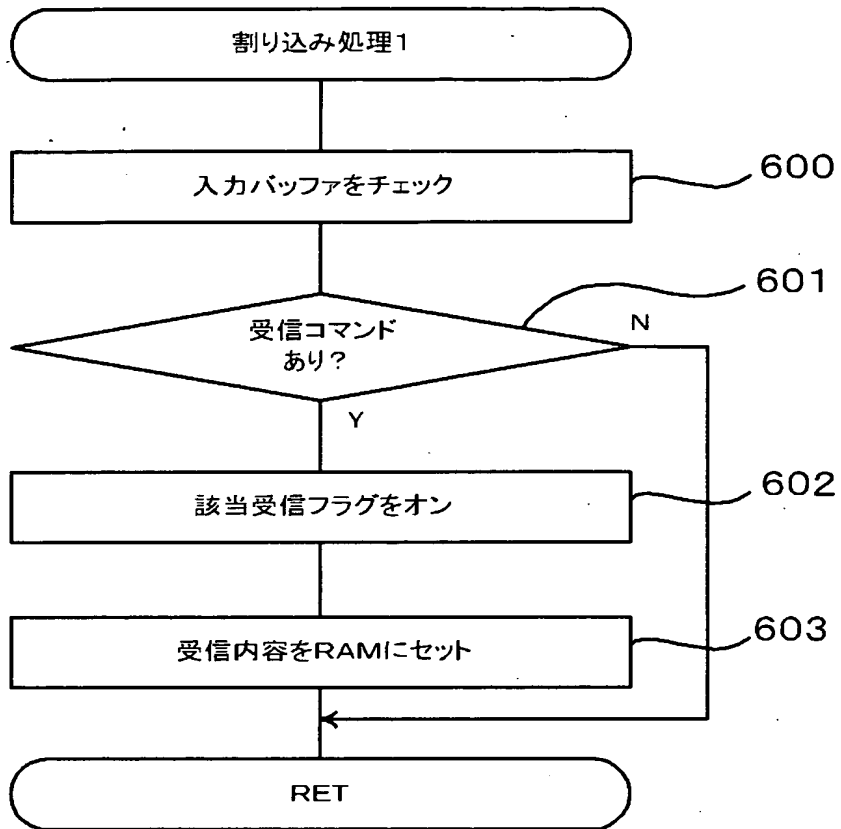 割り込み処理1
入力バッファをチェック
600
601
受信コマンド
あり?
N
Y
該当受信フラグをオン
602
受信内容をRAMにセット
603
RET